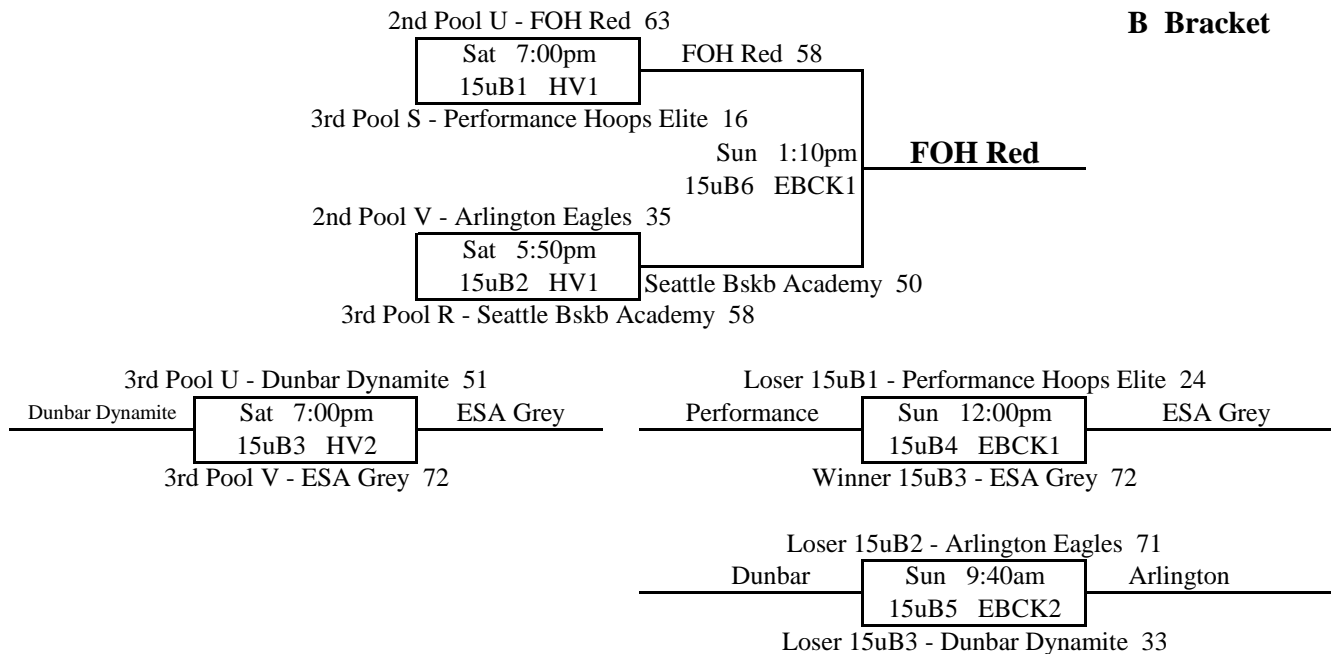 2nd Pool U - FOH Red  63
B  Bracket
Sat   7:00pm
FOH Red  58
15uB1   HV1
3rd Pool S - Performance Hoops Elite  16
Sun   1:10pm
FOH Red
15uB6   EBCK1
2nd Pool V - Arlington Eagles  35
Sat   5:50pm
15uB2   HV1
Seattle Bskb Academy  50
3rd Pool R - Seattle Bskb Academy  58
3rd Pool U - Dunbar Dynamite  51
Loser 15uB1 - Performance Hoops Elite  24
Dunbar Dynamite
Sat   7:00pm
ESA Grey
Performance
Sun   12:00pm
ESA Grey
15uB3   HV2
15uB4   EBCK1
3rd Pool V - ESA Grey  72
Winner 15uB3 - ESA Grey  72
Loser 15uB2 - Arlington Eagles  71
Dunbar
Sun   9:40am
Arlington
15uB5   EBCK2
Loser 15uB3 - Dunbar Dynamite  33